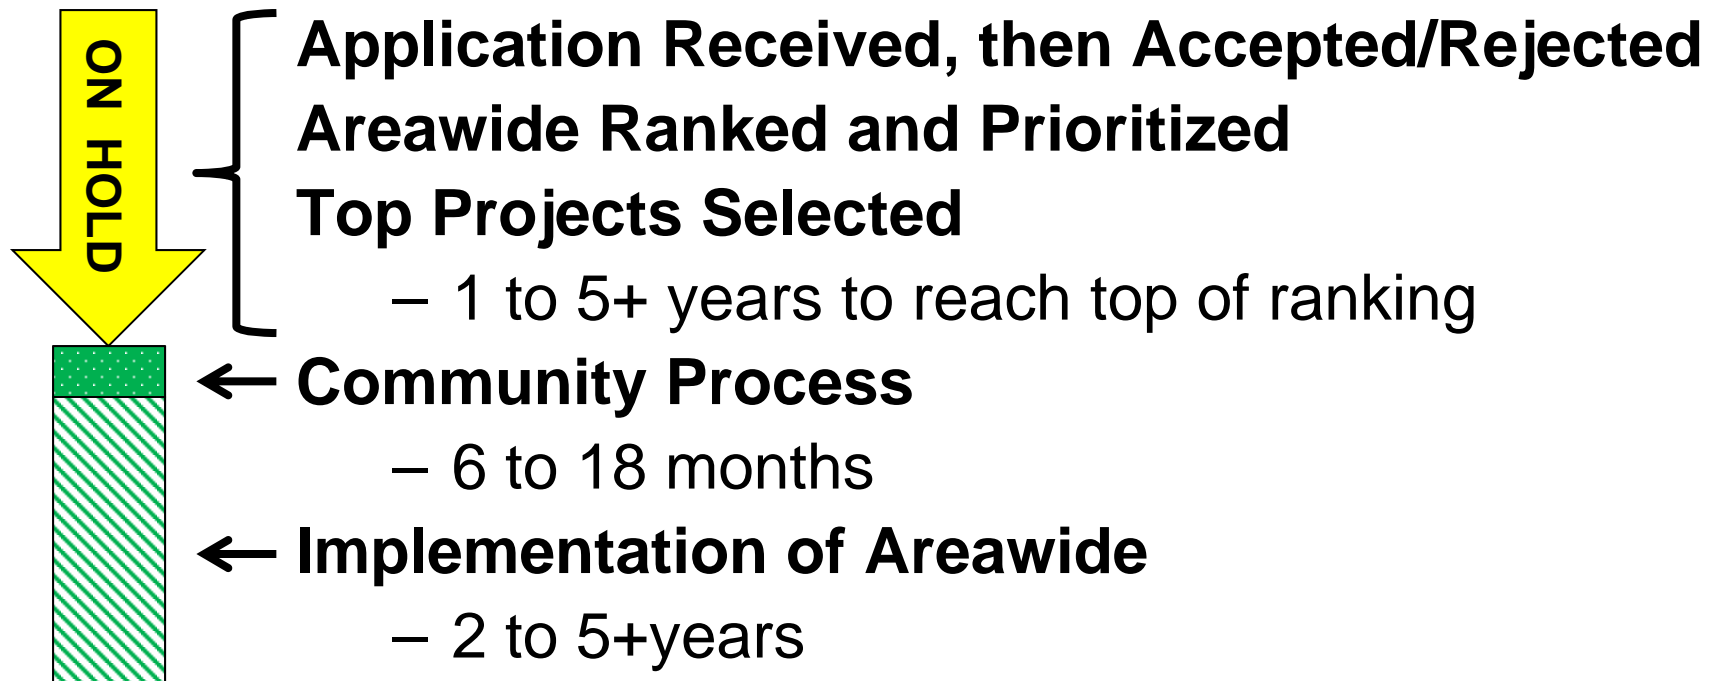 ON HOLD
Application Received, then Accepted/Rejected
Areawide Ranked and Prioritized
Top Projects Selected
– 1 to 5+ years to reach top of ranking
Community Process
– 6 to 18 months
Implementation of Areawide
– 2 to 5+years